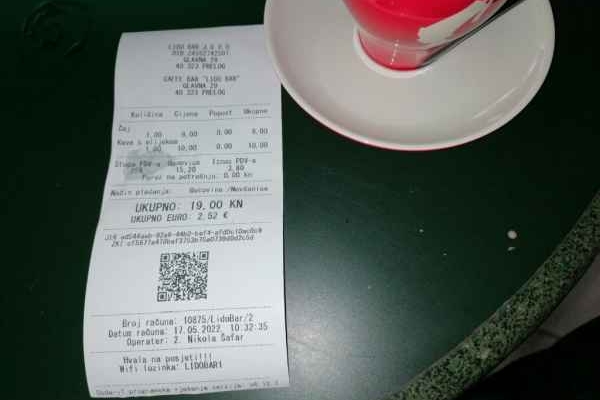 LIDO BAR J.D.O.O
GLAVNA 29
40 323 PRELOG
CAFFE BAR "LIDO BAR"
GLAVNA 29
40 323 PRELOG
Količina Cijena Popust Ukupno
Čaj
1,00 9,00 0,00 9,00
Kava s mlijekom
1,00 10,00 0,00 10,00
Stopa PDV-a Osnovica Iznos PDV-a
15,20 3,80
Porez na potrošnju: 0,00 kn
Način plaćanja: Gotovina /Novčanice
UKUPNO: 19,00 KN
UKUPNO EURO: 2,52 €
Broj računa: 10875/LidoBar/2
Datum računa: 17.05.2022. 10:32:35
Operater: 2. Nikola Šafar
Hvala na posjeti!!!
Wifi lozinka: LIDOBAR1